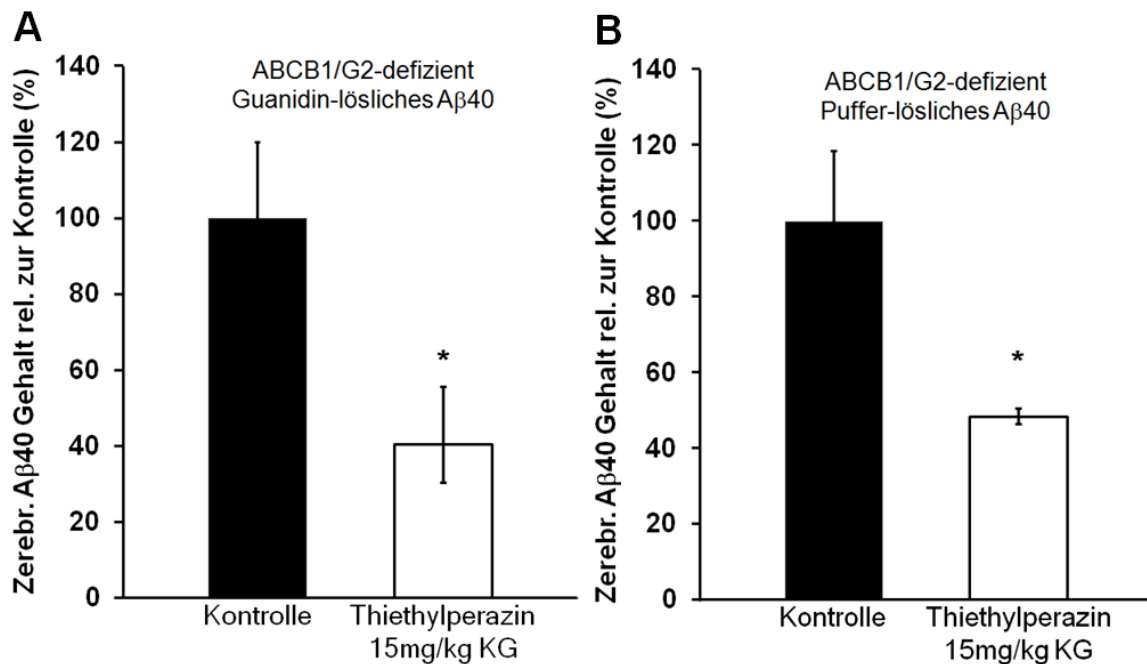 A
Zerebr. Aβ40 Gehalt rel. zur Kontrolle (%)
140
120
100
80
60
40
20
0
ABCB1/G2-defizient
Guanidin-lösliches Aβ40
*
Kontrolle
Thiethylperazin
15mg/kg KG
B
Zerebr. Aβ40 Gehalt rel. zur Kontrolle (%)
140
120
100
80
60
40
20
0
ABCB1/G2-defizient
Puffer-lösliches Aβ40
*
Kontrolle
Thiethylperazin
15mg/kg KG